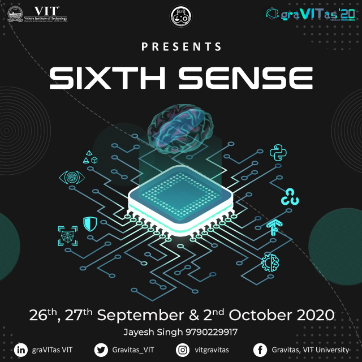 VIT
graVITas'20
PRESENTS
SIXTH SENSE
26th, 27th September & 2nd October 2020
Jayesh Singh 9790229917
graVITas VIT
Gravitas_VIT
vitgravitas
Gravitas, VIT University